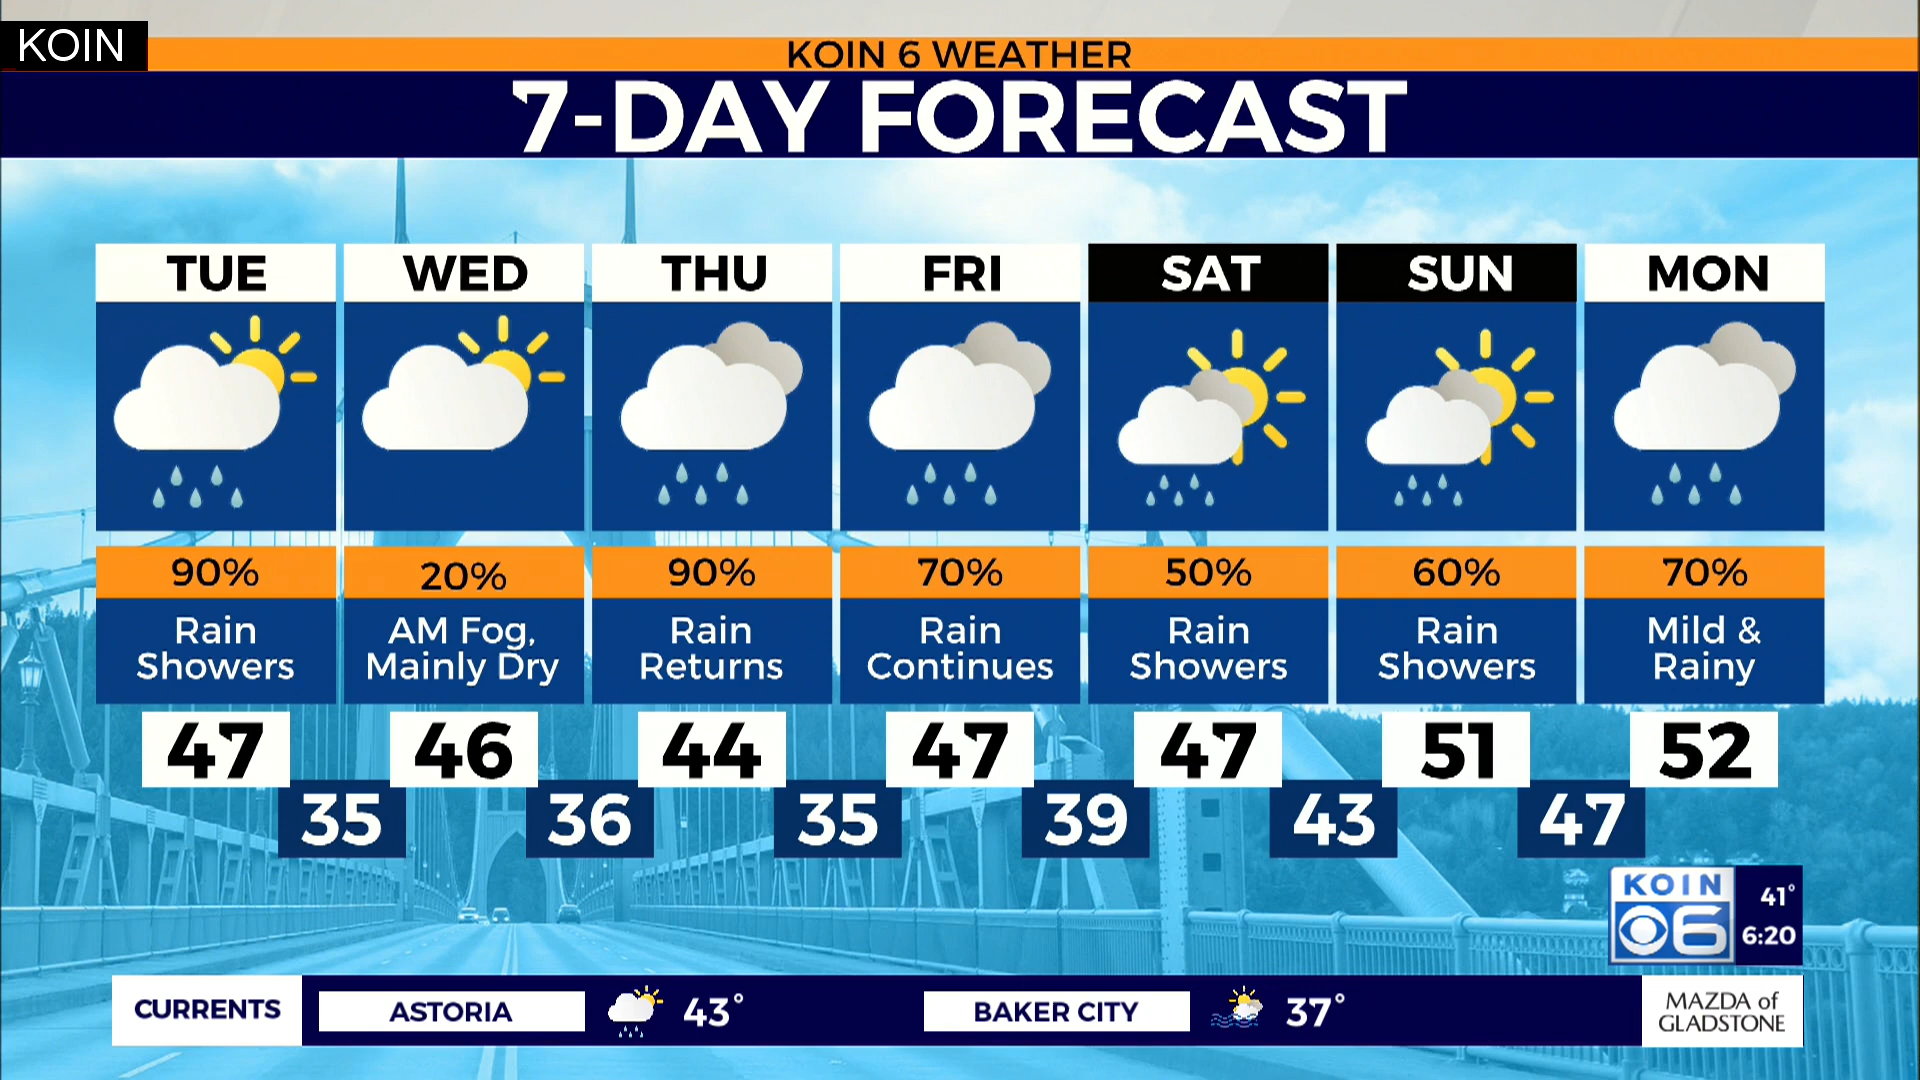 KOIN
KOIN 6 WEATHER
7-DAY FORECAST
TUE WED THU FRI SAT SUN MON
90% 20% 90% 70% 50% 60% 70%
Rain AM Fog, Rain Rain Rain Rain Mild &
Showers Mainly Dry Returns Continues Showers Showers Rainy
47 46 44 47 47 51 52
35 36 35 39 43 47
KOIN 41°
6 6:20
CURRENTS ASTORIA 43° BAKER CITY 37° MAZDA of
GLADSTONE